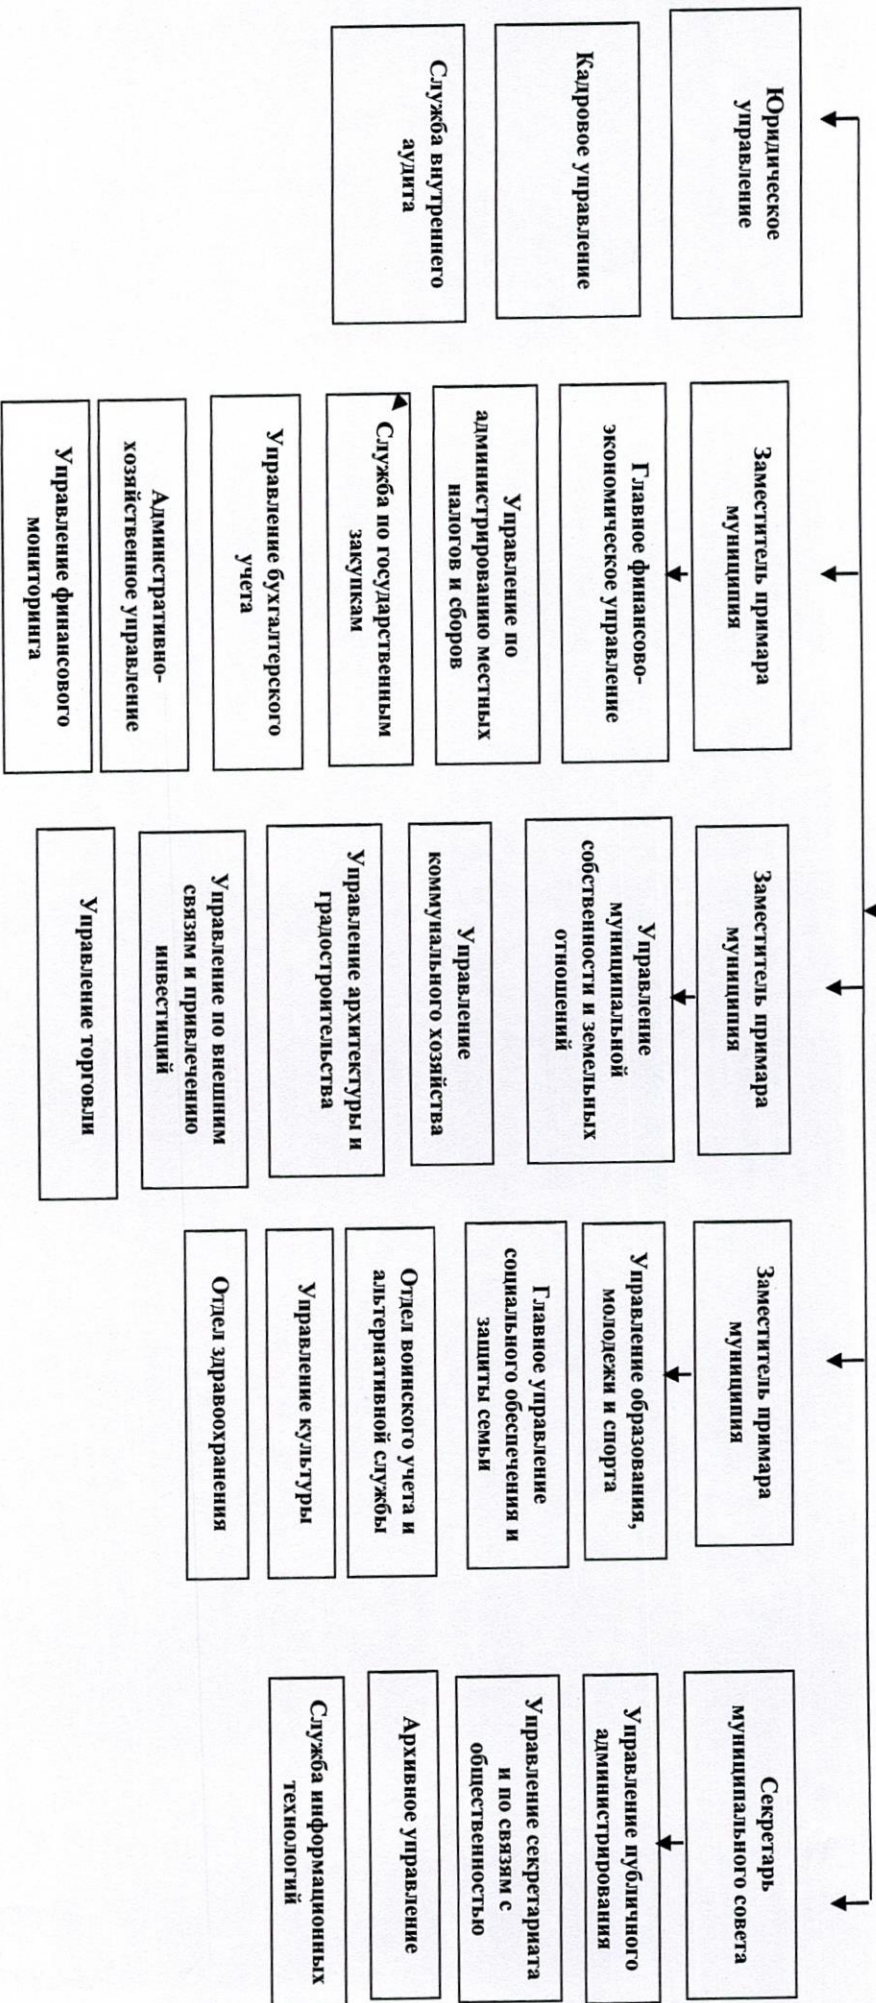 Юридическое
управление
Кадровое управление
Служба внутреннего
аудита
Заместитель примара
муниципия
Главное финансово-
экономическое управление
Управление по
администрированию местных
налогов и сборов
Служба по государственным
закупкам
Управление бухгалтерского
учета
Админстративно-
хозяйственное управление
Управление финансового
мониторинга
Заместитель примара
муниципия
Управление
муниципальной
собственности и земельных
отношений
Управление
коммунального хозяйства
Управление архитектуры и
градостроительства
Управление по внешним
связям и привлечению
инвестиций
Управление торговли
Заместитель примара
муниципия
Управление образования,
молодежи и спорта
Главное управление
социального обеспечения и
защиты семьи
Отдел воинского учета и
альтернативной службы
Управление культуры
Отдел здравоохранения
Секретарь
муниципального совета
Управление публичного
администрирования
Управление секретариата
и по связям с
общественностью
Архивное управление
Служба информационных
технологий